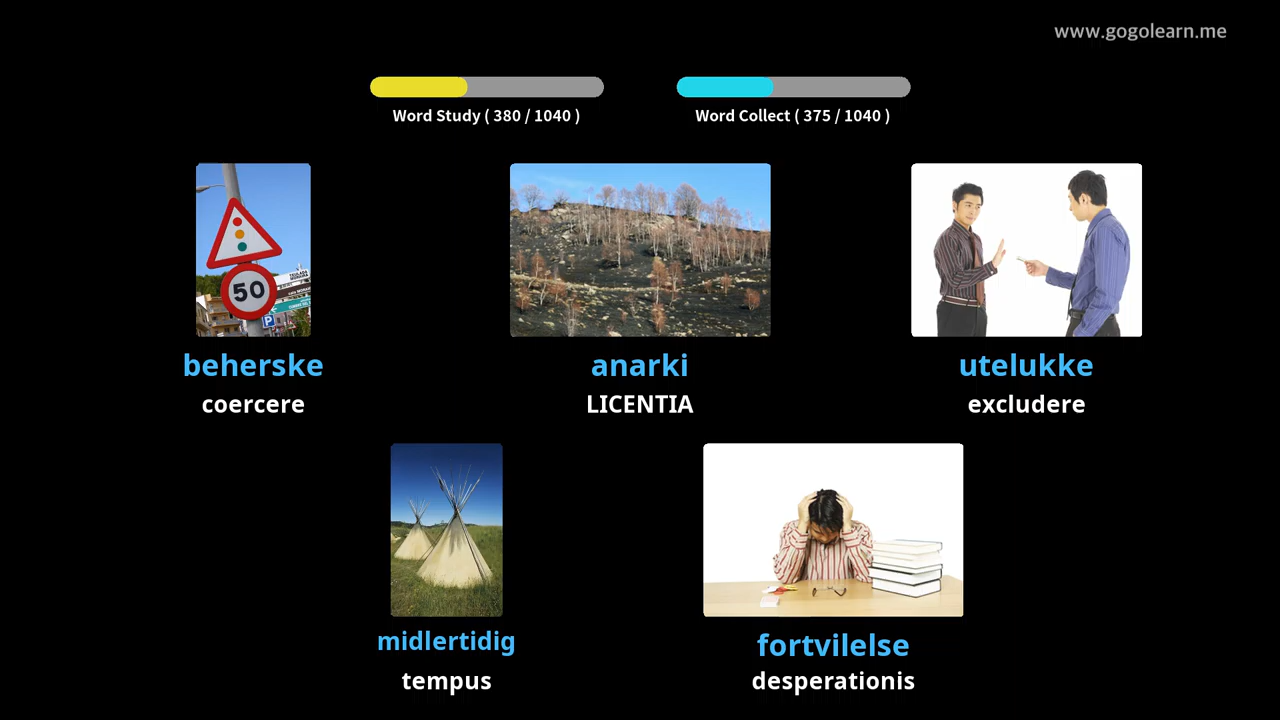 www.gogolearn.me
Word Study ( 380 / 1040 )
Word Collect ( 375 / 1040 )
50
P
beherske
coercere
anarki
LICENTIA
utelukke
excludere
midlertidig
tempus
fortvilelse
desperationis